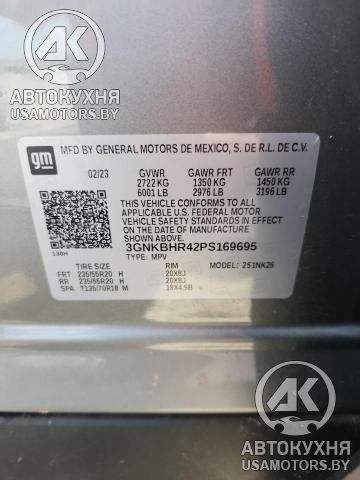 AK
АВТОКУХНЯ
USAMOTORS.BY
gm
MFD BY GENERAL MOTORS DE MEXICO, S. DE R.L. DE C.V.
02/23 GVWR GAWR FRT GAWR RR
2722 KG 1350 KG 1450 KG
6001 LB 2976 LB 3196 LB
THIS VEHICLE CONFORMS TO ALL
APPLICABLE U.S. FEDERAL MOTOR
VEHICLE SAFETY STANDARDS IN EFFECT
ON THE DATE OF MANUFACTURE
SHOWN ABOVE.
3GNKBHR42PS169695
TYPE: MPV
MODEL: 251NK26
TIRE SIZE RIM
FRT 235/55R20 H 20X8J
RR 235/55R20 H 20X8J
SPA T135/70R18 M 18X4.5B
AK
АВТОКУХНЯ
USAMOTORS.BY